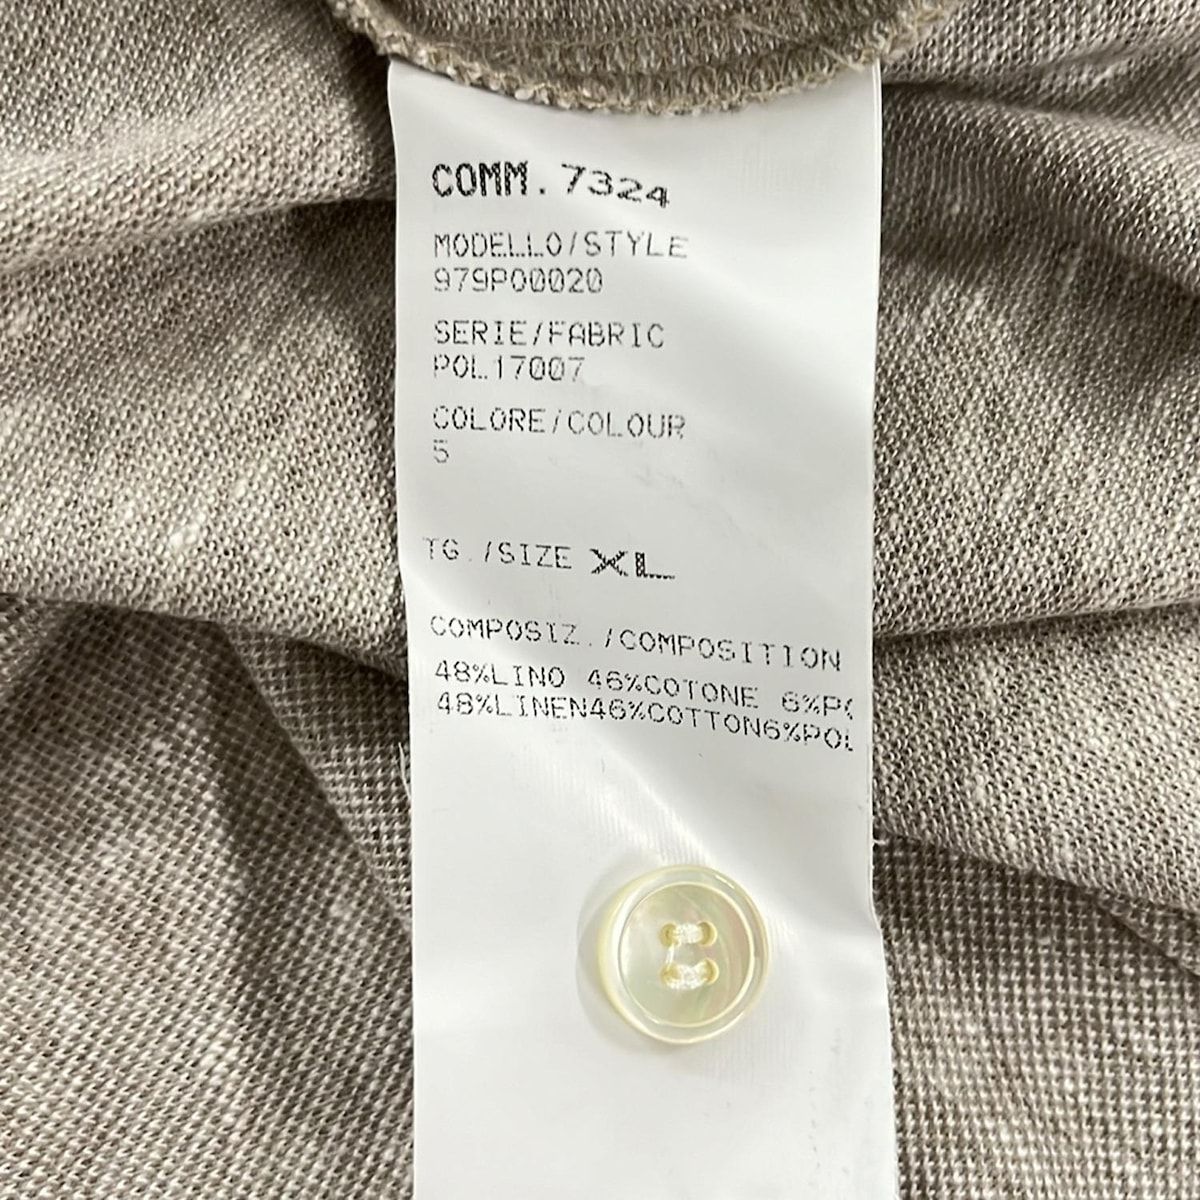 COMM. 7324
MODELLO/STYLE
979P00020
SERIE/FABRIC
POL17007
COLORE/COLOUR
5
TG./SIZE XL
COMPOSIZ./COMPOSITION
48%LINO 46%COTONE 6%PO
48%LINEN46%COTTON6%POL